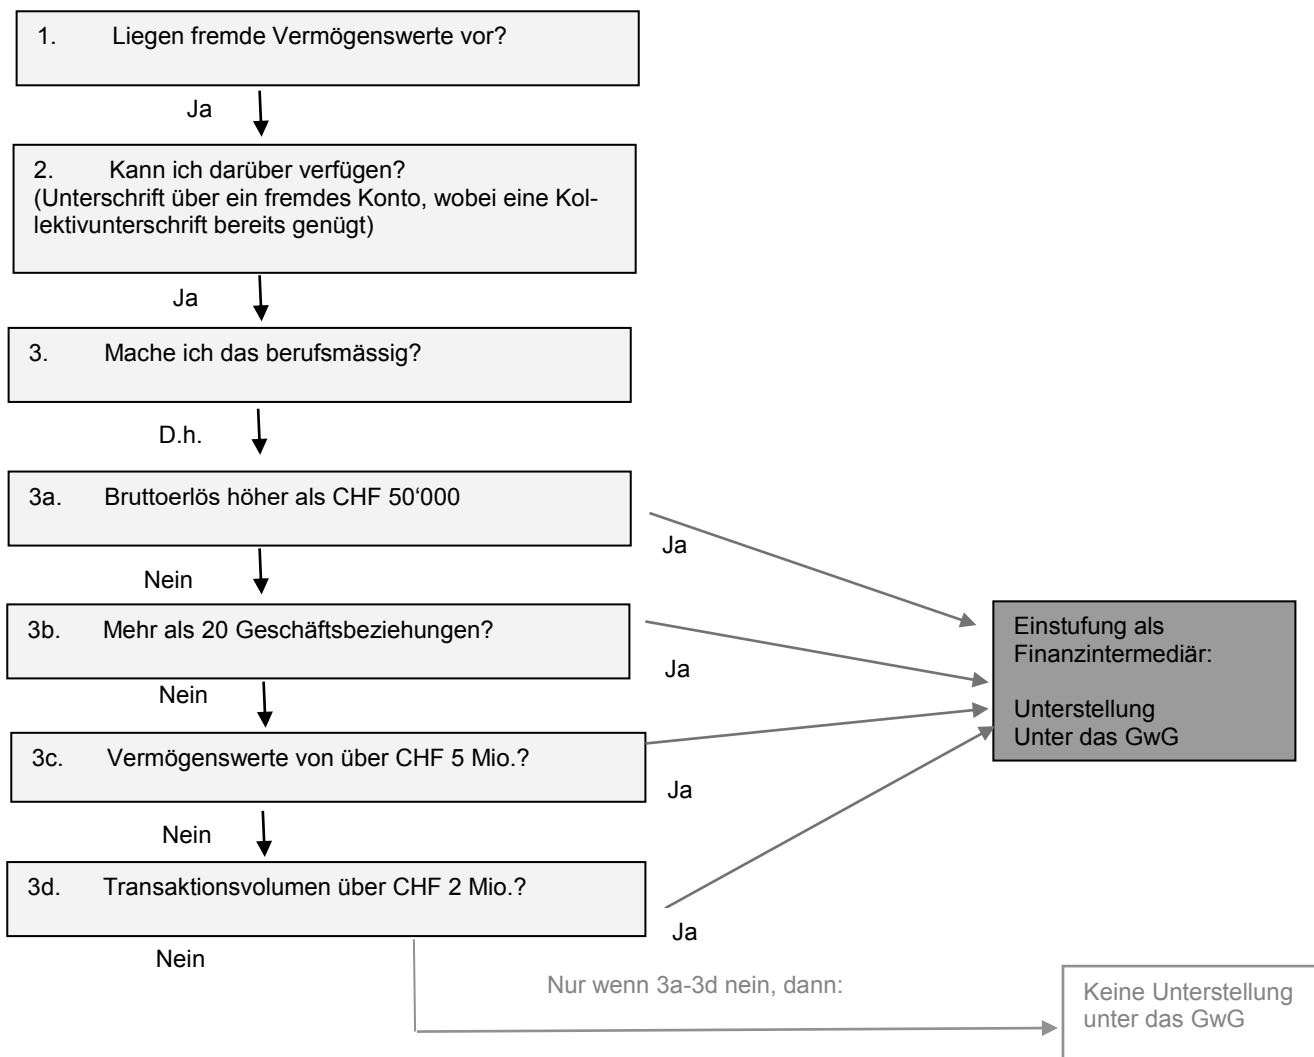 1. Liegen fremde Vermögenswerte vor?
Ja
2. Kann ich darüber verfügen?
(Unterschrift über ein fremdes Konto, wobei eine Kol-
lektivunterschrift bereits genügt)
Ja
3. Mache ich das berufsmässig?
D.h.
3a. Bruttoerlös höher als CHF 50‘000
Ja
Nein
3b. Mehr als 20 Geschäftsbeziehungen?
Ja
Nein
Einstufung als
Finanzintermediär:
Unterstellung
Unter das GwG
3c. Vermögenswerte von über CHF 5 Mio.?
Ja
Nein
3d. Transaktionsvolumen über CHF 2 Mio.?
Ja
Nein
Nur wenn 3a-3d nein, dann:
Keine Unterstellung
unter das GwG